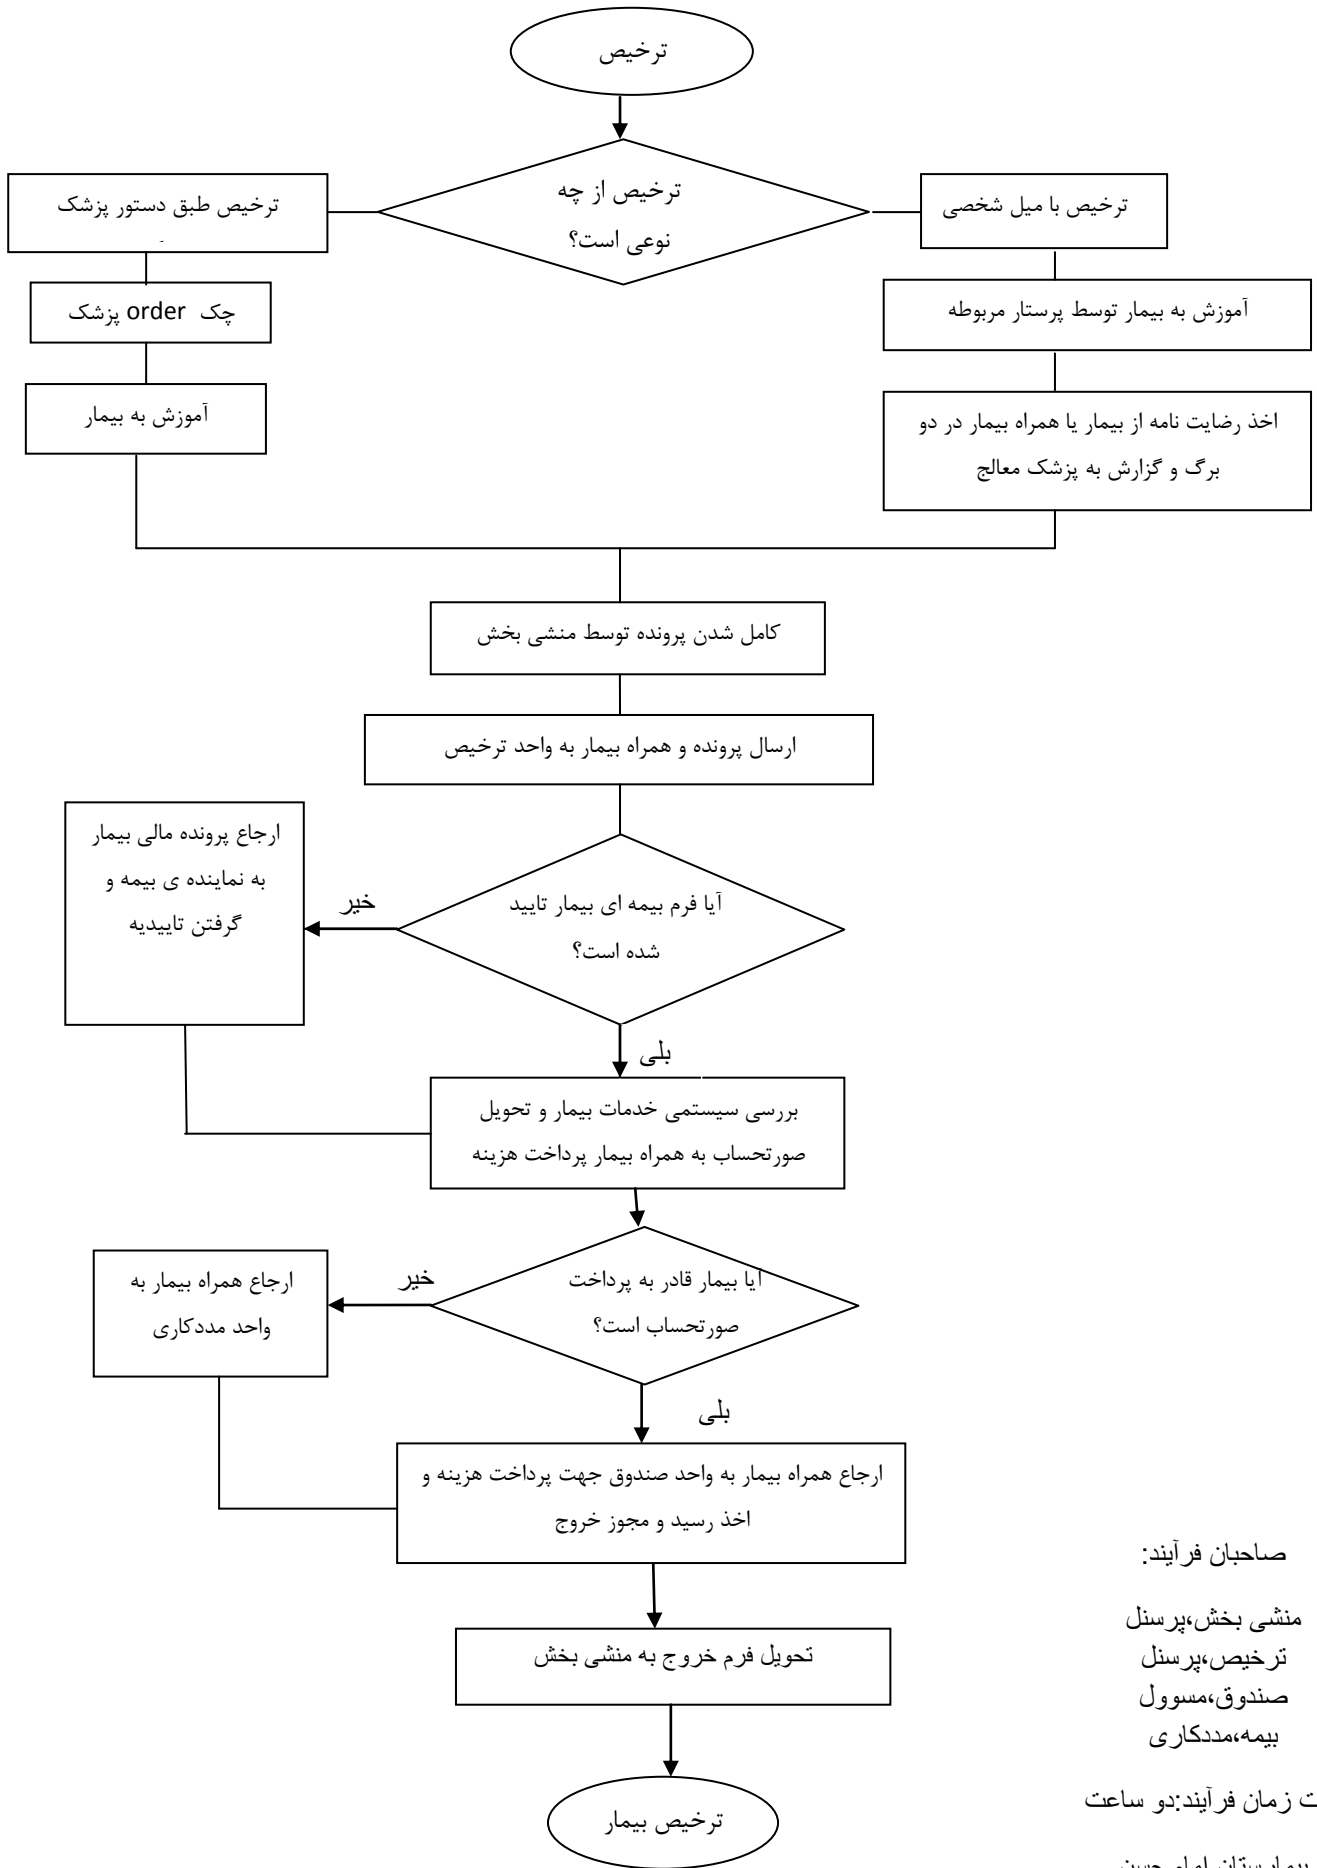 ترخیص
ترخیص از چه
نوعی است؟
ترخیص با میل شخصی
ترخیص طبق دستور پزشک
آموزش به بیمار توسط پرستار مربوطه
چک order پزشک
اخذ رضایت نامه از بیمار یا همراه بیمار در دو
برگ و گزارش به پزشک معالج
آموزش به بیمار
کامل شدن پرونده توسط منشی بخش
ارسال پرونده و همراه بیمار به واحد ترخیص
آیا فرم بیمه ای بیمار تایید
شده است؟
خیر
ارجاع پرونده مالی بیمار
به نماینده ی بیمه و
گرفتن تاییدیه
بلی
بررسی سیستمی خدمات بیمار و تحویل
صورتحساب به همراه بیمار پرداخت هزینه
آیا بیمار قادر به پرداخت
صورتحساب است؟
خیر
ارجاع همراه بیمار به
واحد مددکاری
بلی
ارجاع همراه بیمار به واحد صندوق جهت پرداخت هزینه و
اخذ رسید و مجوز خروج
تحویل فرم خروج به منشی بخش
ترخیص بیمار
صاحبان فرآیند:
منشی بخش،پرسنل
ترخیص،پرسنل
صندوق،مسوول
بیمه،مددکاری
زمان فرآیند:دو ساعت